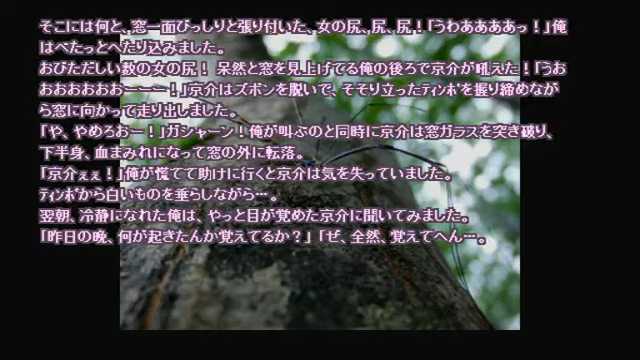 そこには何と、窓一面びっしりと張り付いた、女の尻、尻、尻！「うわああああっ！」俺
はべたっとへたり込みました。
おびただしい数の女の尻！ 呆然と窓を見上げてる俺の後ろで京介が吼えた！「うお
おおおおおおーーー！」京介はズボンを脱いで、そそり立ったﾃｨﾝﾎﾟを握り締めなが
ら窓に向かって走り出しました。
「や、やめろおー！」ガシャーン！俺が叫ぶのと同時に京介は窓ガラスを突き破り、
下半身、血まみれになって窓の外に転落。
「京介ぇぇ！」俺が慌てて助けに行くと京介は気を失っていました。
ﾃｨﾝﾎﾟから白いものを垂らしながら…。
翌朝、冷静になれた俺は、やっと目が覚めた京介に聞いてみました。
「昨日の晩、何が起きたんか覚えてるか？」「ぜ、全然、覚えてへん…。